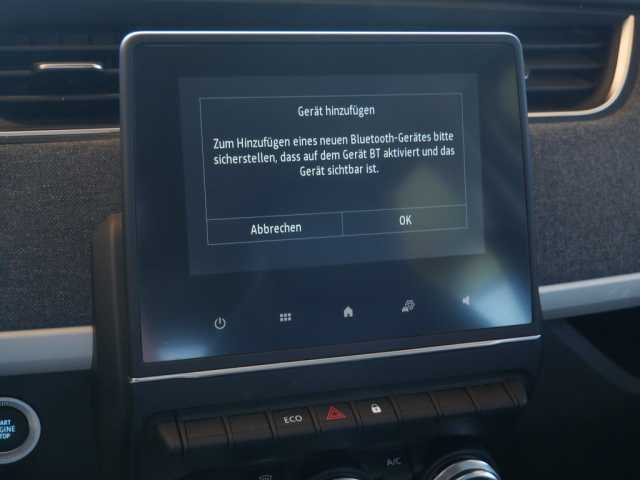 Gerät hinzufügen
Zum Hinzufügen eines neuen Bluetooth-Gerätes bitte
sicherstellen, dass auf dem Gerät BT aktiviert und das
Gerät sichtbar ist.
Abbrechen OK
ECO
STOP
A/C